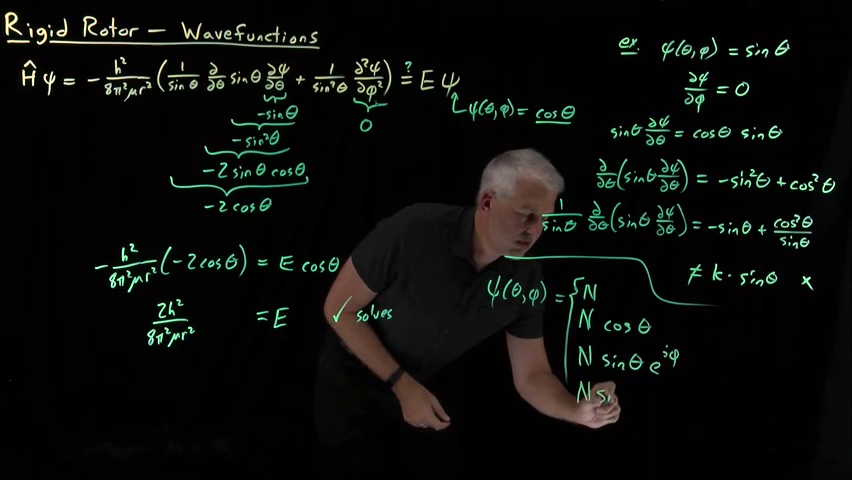 Rigid Rotor – Wavefunctions
Ĥψ = -h²/8π²μr² (1/sinθ ∂/∂θ sinθ ∂ψ/∂θ + 1/sin²θ ∂²ψ/∂φ²) ≟ Eψ
ψ(θ,φ) = cosθ
-sinθ
0
-sin²θ
-2 sinθ cosθ
-2 cosθ
-h²/8π²μr² (-2cosθ) = E cosθ
2h²/8π²μr² = E ✓ solves
ex. ψ(θ,φ) = sinθ
∂ψ/∂φ = 0
sinθ ∂ψ/∂θ = cosθ sinθ
∂/∂θ (sinθ ∂ψ/∂θ) = -sin²θ + cos²θ
1/sinθ ∂/∂θ (sinθ ∂ψ/∂θ) = -sinθ + cos²θ/sinθ
≠ k · sinθ x
ψ(θ,φ) = { N
N cosθ
N sinθ e^iφ
N si